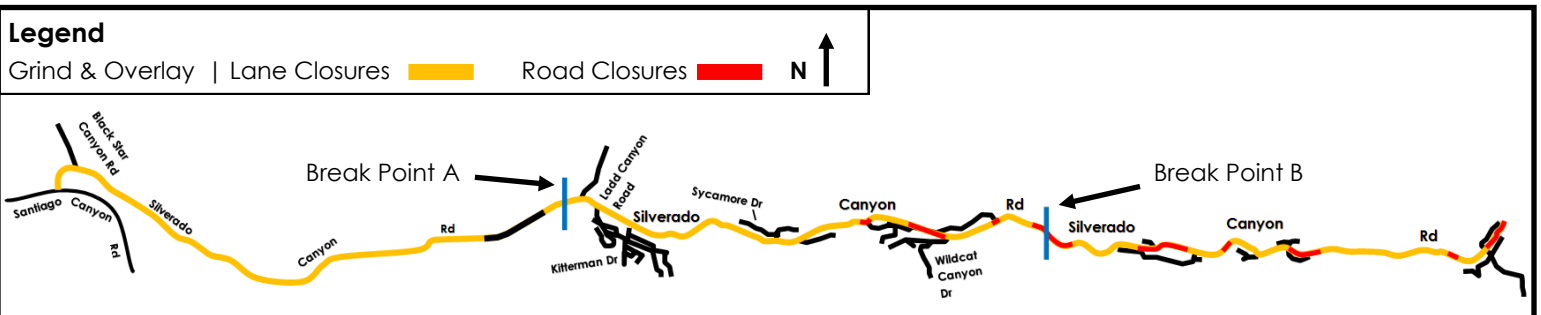 Legend
Grind & Overlay | Lane Closures
Road Closures
N
Black Star
Canyon Rd
Santiago Canyon Rd
Silverado
Canyon
Rd
Break Point A
Ladd Canyon
Road
Kitterman Dr
Silverado
Sycamore Dr
Canyon
Wildcat
Canyon
Dr
Rd
Break Point B
Silverado
Canyon
Rd